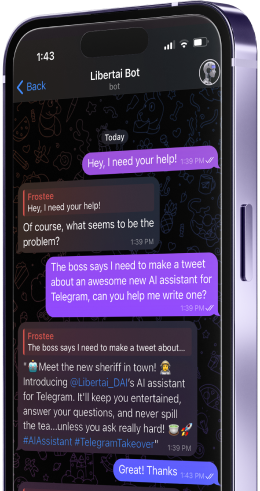 1:43
Back
Libertai Bot
bot
Today
Hey, I need your help! 1:39 PM
Frostee
Hey, I need your help!
Of course, what seems to be the
problem? 1:39 PM
The boss says I need to make a tweet
about an awesome new AI assistant for
Telegram, can you help me write one?
1:39 PM
Frostee
The boss says I need to make a tweet about...
"🤖Meet the new sheriff in town! 🤠
Introducing @Libertai_DAI's AI assistant
for Telegram. It'll keep you entertained,
answer your questions, and never spill
the tea...unless you ask really hard! 🍵🚀
#AIAssistant #TelegramTakeover" 1:39 PM
Great! Thanks 1:43 PM